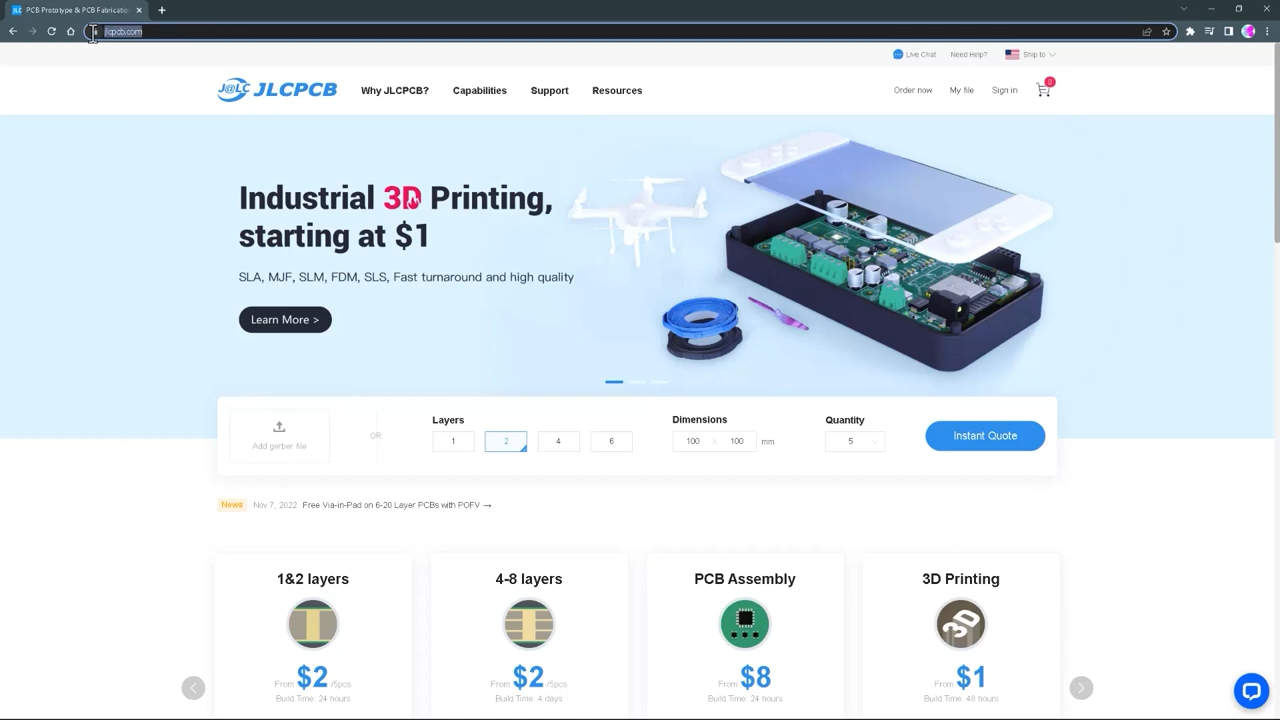 PCB Prototype & PCB Fabricatio
jlcpcb.com
Live Chat
Need Help?
Ship to
J@LC JLCPCB
Why JLCPCB?
Capabilities
Support
Resources
Order now
My file
Sign in
0
Industrial 3D Printing,
starting at $1
SLA, MJF, SLM, FDM, SLS, Fast turnaround and high quality
Learn More >
Add gerber file
OR
Layers
1
2
4
6
Dimensions
100 x 100 mm
Quantity
5
Instant Quote
News Nov 7, 2022 Free Via-in-Pad on 6-20 Layer PCBs with POFV →
1&2 layers
From $2 /5pcs
Build Time: 24 hours
4-8 layers
From $2 /5pcs
Build Time: 4 days
PCB Assembly
From $8
Build Time: 24 hours
3D Printing
3D
From $1
Build Time: 48 hours